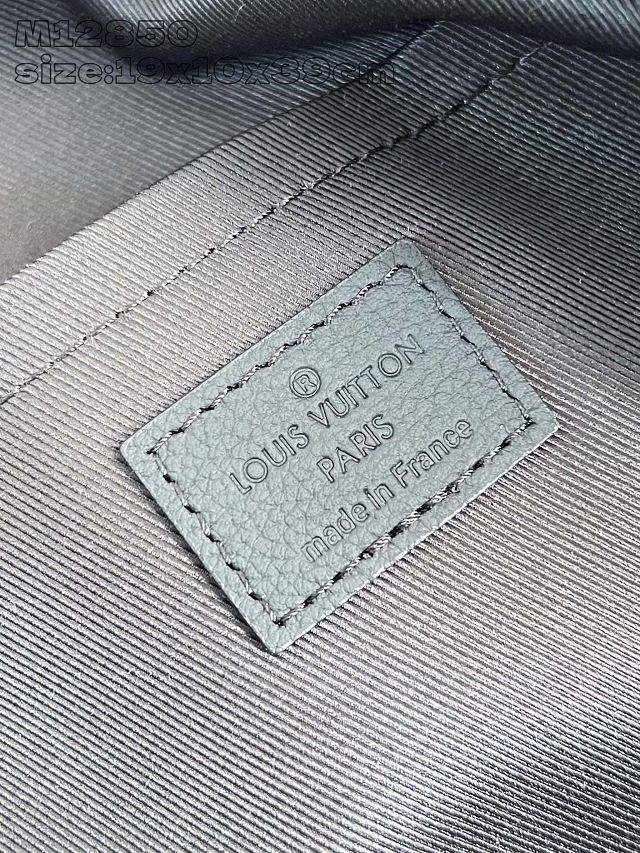 M12850
size:19x10x39cm
®
LOUIS VUITTON
PARIS
made in France